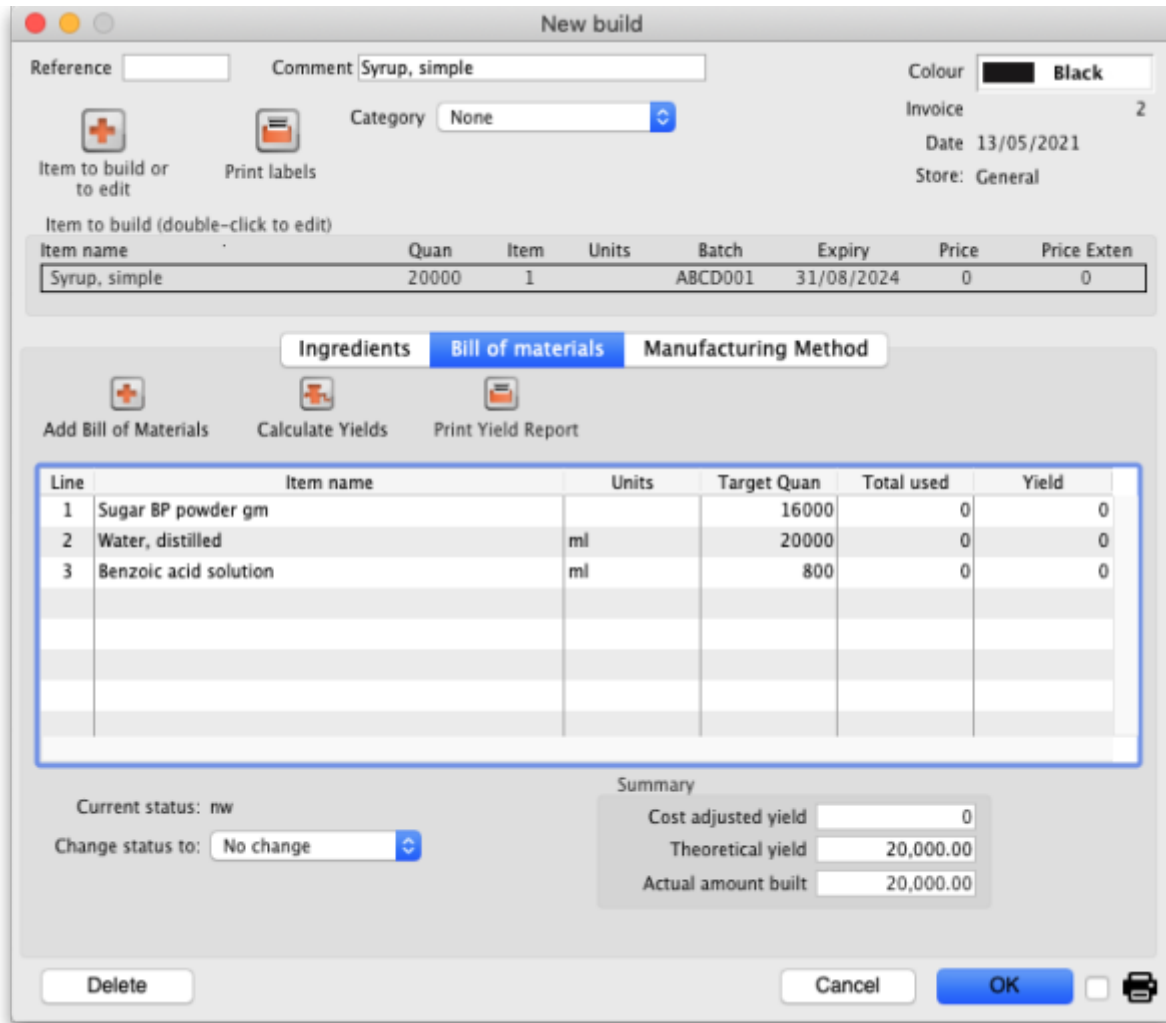 New build
Reference Comment Syrup, simple Colour Black
Category None Invoice 2
Date 13/05/2021
Item to build or to edit Print labels Store: General
Item to build (double-click to edit)
Item name Quan Item Units Batch Expiry Price Price Exten
Syrup, simple 20000 1 ABCD001 31/08/2024 0 0
Ingredients Bill of materials Manufacturing Method
Add Bill of Materials Calculate Yields Print Yield Report
Line Item name Units Target Quan Total used Yield
1 Sugar BP powder gm 16000 0 0
2 Water, distilled ml 20000 0 0
3 Benzoic acid solution ml 800 0 0
Summary
Current status: nw Cost adjusted yield 0
Change status to: No change Theoretical yield 20,000.00
Actual amount built 20,000.00
Delete Cancel OK